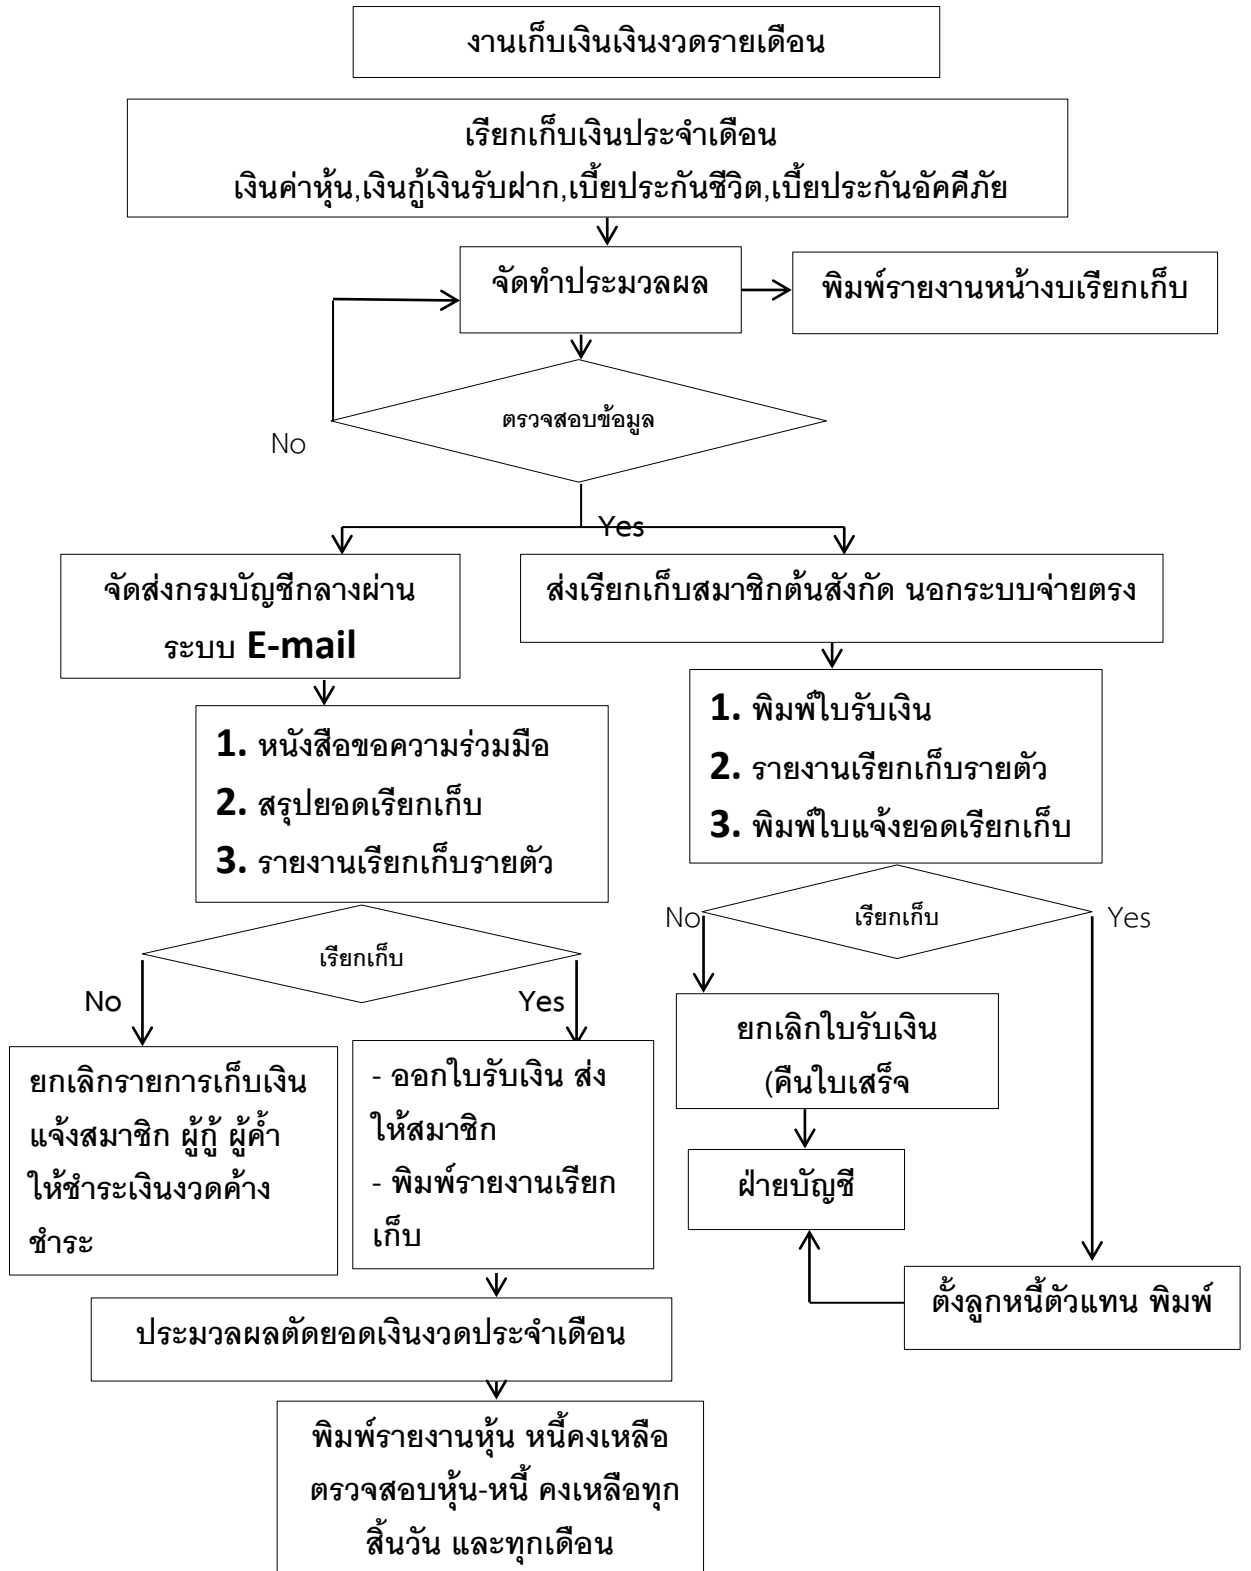 งานเก็บเงินเงินงวดรายเดือน
เรียกเก็บเงินประจำเดือน
เงินค่าหุ้น,เงินกู้เงินรับฝาก,เบี้ยประกันชีวิต,เบี้ยประกันอัคคีภัย
จัดทำประมวลผล
พิมพ์รายงานหน้างบเรียกเก็บ
ตรวจสอบข้อมูล
No
Yes
จัดส่งกรมบัญชีกลางผ่าน
ระบบ E-mail
ส่งเรียกเก็บสมาชิกต้นสังกัด นอกระบบจ่ายตรง
1. หนังสือขอความร่วมมือ
2. สรุปยอดเรียกเก็บ
3. รายงานเรียกเก็บรายตัว
1. พิมพ์ใบรับเงิน
2. รายงานเรียกเก็บรายตัว
3. พิมพ์ใบแจ้งยอดเรียกเก็บ
เรียกเก็บ
No
Yes
เรียกเก็บ
No
Yes
ยกเลิกรายการเก็บเงิน
แจ้งสมาชิก ผู้กู้ ผู้ค้ำ
ให้ชำระเงินงวดค้าง
ชำระ
- ออกใบรับเงิน ส่ง
ให้สมาชิก
- พิมพ์รายงานเรียก
เก็บ
ยกเลิกใบรับเงิน
(คืนใบเสร็จ
ฝ่ายบัญชี
ตั้งลูกหนี้ตัวแทน พิมพ์
ประมวลผลตัดยอดเงินงวดประจำเดือน
พิมพ์รายงานหุ้น หนี้คงเหลือ
ตรวจสอบหุ้น-หนี้ คงเหลือทุก
สิ้นวัน และทุกเดือน